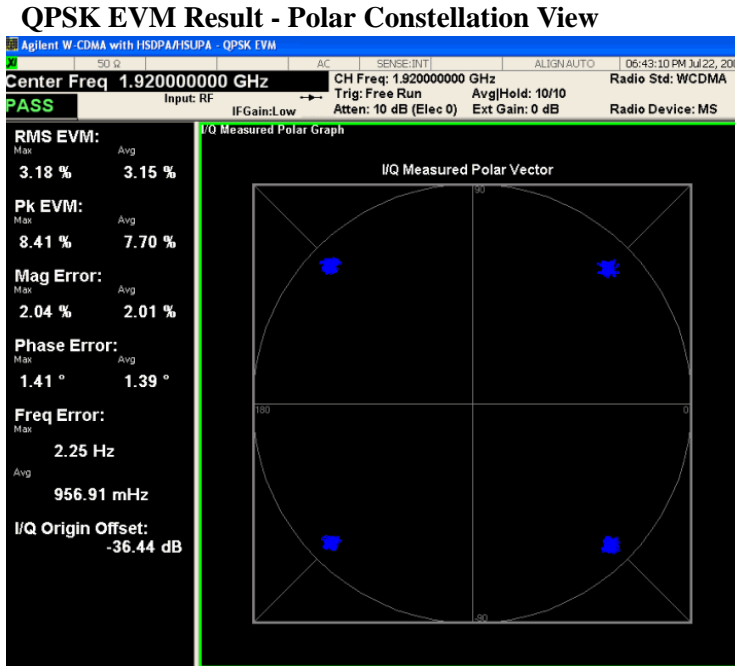 QPSK EVM Result - Polar Constellation View
Agilent W-CDMA with HSDPA/HSUPA - QPSK EVM
50 Ω AC SENSE:INT ALIGN AUTO 06:43:10 PM Jul 22, 200
Center Freq 1.920000000 GHz
CH Freq: 1.920000000 GHz
Radio Std: WCDMA
PASS
Input: RF
IFGain:Low
Trig: Free Run
Avg|Hold: 10/10
Atten: 10 dB (Elec 0)
Ext Gain: 0 dB
Radio Device: MS
RMS EVM:
Max Avg
3.18 % 3.15 %
Pk EVM:
Max Avg
8.41 % 7.70 %
Mag Error:
Max Avg
2.04 % 2.01 %
Phase Error:
Max Avg
1.41 ° 1.39 °
Freq Error:
Max
2.25 Hz
Avg
956.91 mHz
I/Q Origin Offset:
-36.44 dB
I/Q Measured Polar Graph
I/Q Measured Polar Vector
90
180
0
-90